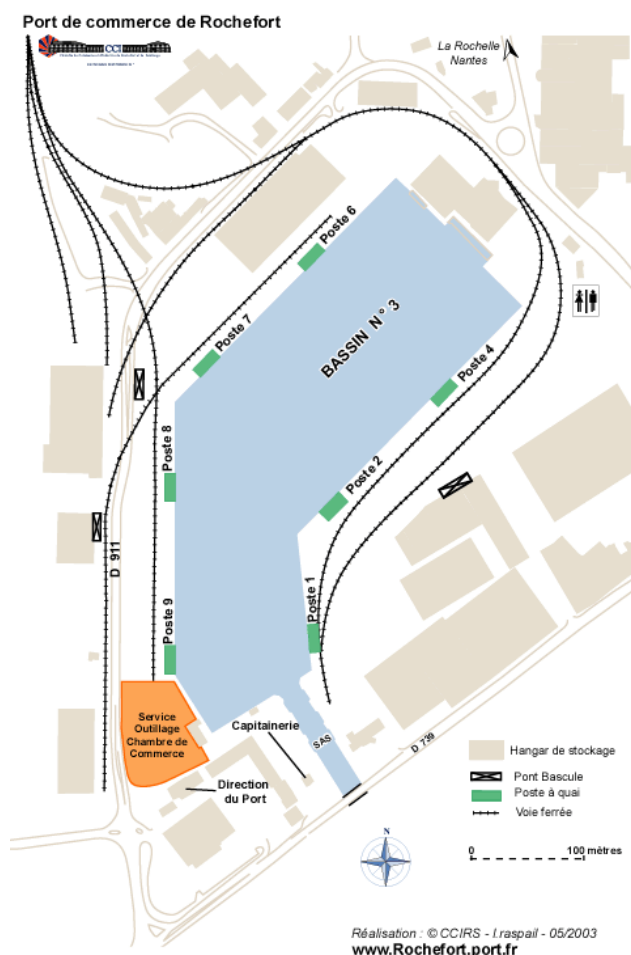 Port de commerce de Rochefort
CCI
La Rochelle
Nantes
Poste 6
Poste 7
BASSIN N° 3
Poste 4
Poste 8
Poste 2
D 911
Poste 9
Poste 1
Service
Outillage
Chambre de
Commerce
Capitainerie
SAS
D 739
Direction
du Port
Hangar de stockage
Pont Bascule
Poste à quai
Voie ferrée
N
0 100 mètres
Réalisation : © CCIRS - l.raspail - 05/2003
www.Rochefort.port.fr